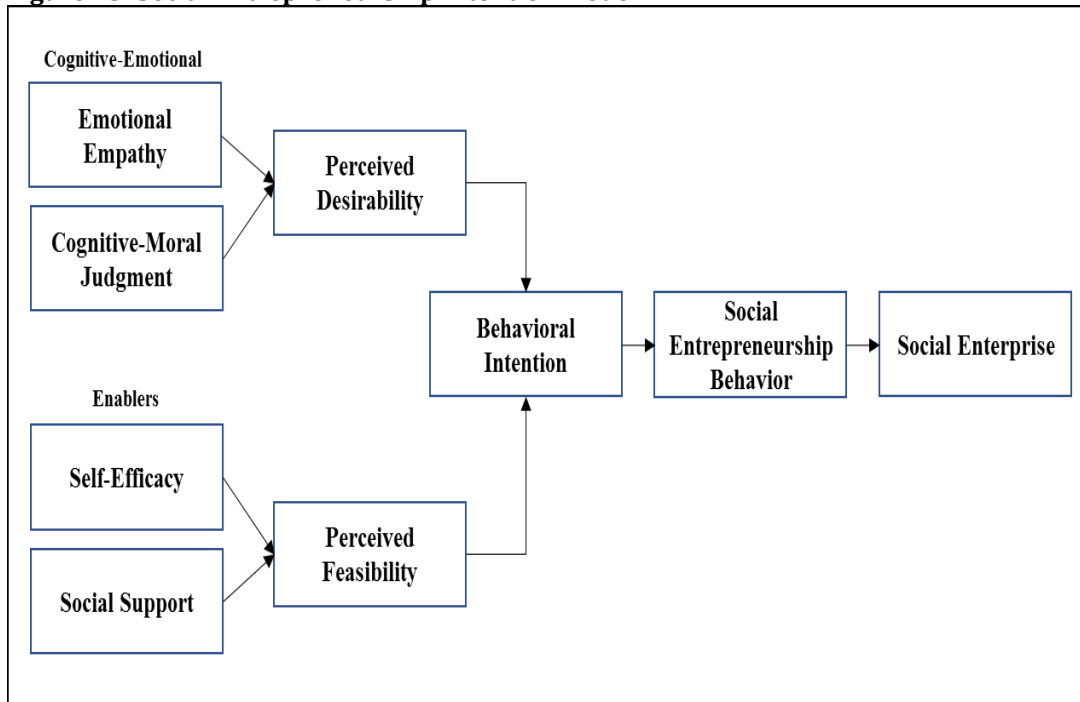 Cognitive-Emotional
Emotional
Empathy
Cognitive-Moral
Judgment
Perceived
Desirability
Behavioral
Intention
Social
Entrepreneurship
Behavior
Social Enterprise
Enablers
Self-Efficacy
Social Support
Perceived
Feasibility